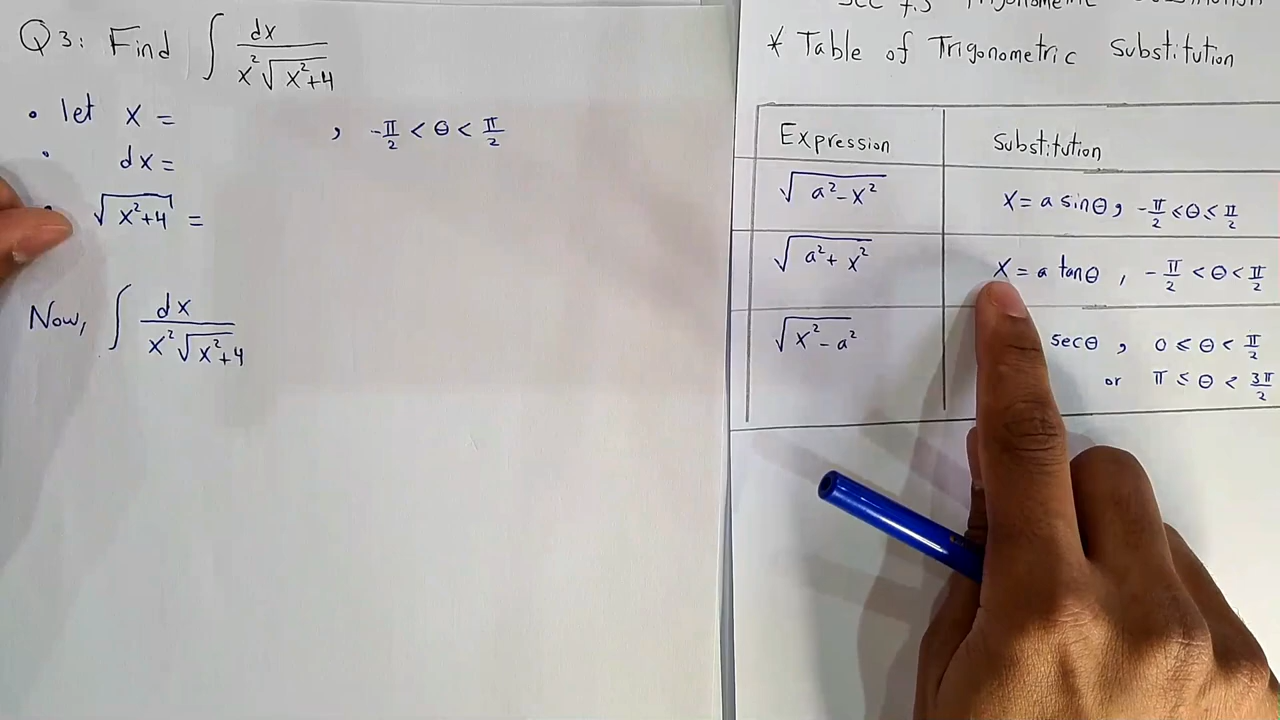 Q3: Find ∫ dx / x²√(x²+4)
• let x = , -π/2 < θ < π/2
• dx =
• √(x²+4) =
Now, ∫ dx / x²√(x²+4)
* Table of Trigonometric Substitution
Expression Substitution
√(a²-x²) x = a sinθ, -π/2 < θ < π/2
√(a²+x²) x = a tanθ, -π/2 < θ < π/2
√(x²-a²) secθ, 0 ≤ θ < π/2
or π ≤ θ < 3π/2